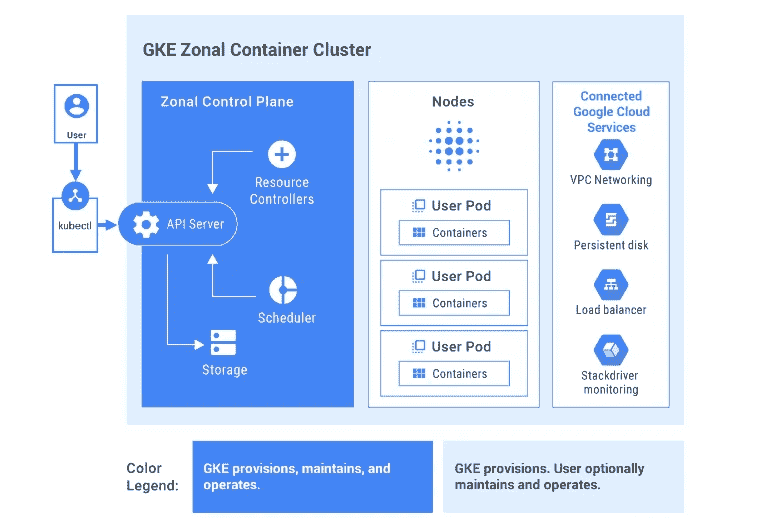 GKE Zonal Container Cluster
User
kubectl
Zonal Control Plane
Resource
Controllers
API Server
Scheduler
Storage
Nodes
User Pod
Containers
User Pod
Containers
User Pod
Containers
Connected
Google Cloud
Services
VPC Networking
Persistent disk
Load balancer
Stackdriver
monitoring
Color
Legend:
GKE provisions, maintains, and
operates.
GKE provisions. User optionally
maintains and operates.